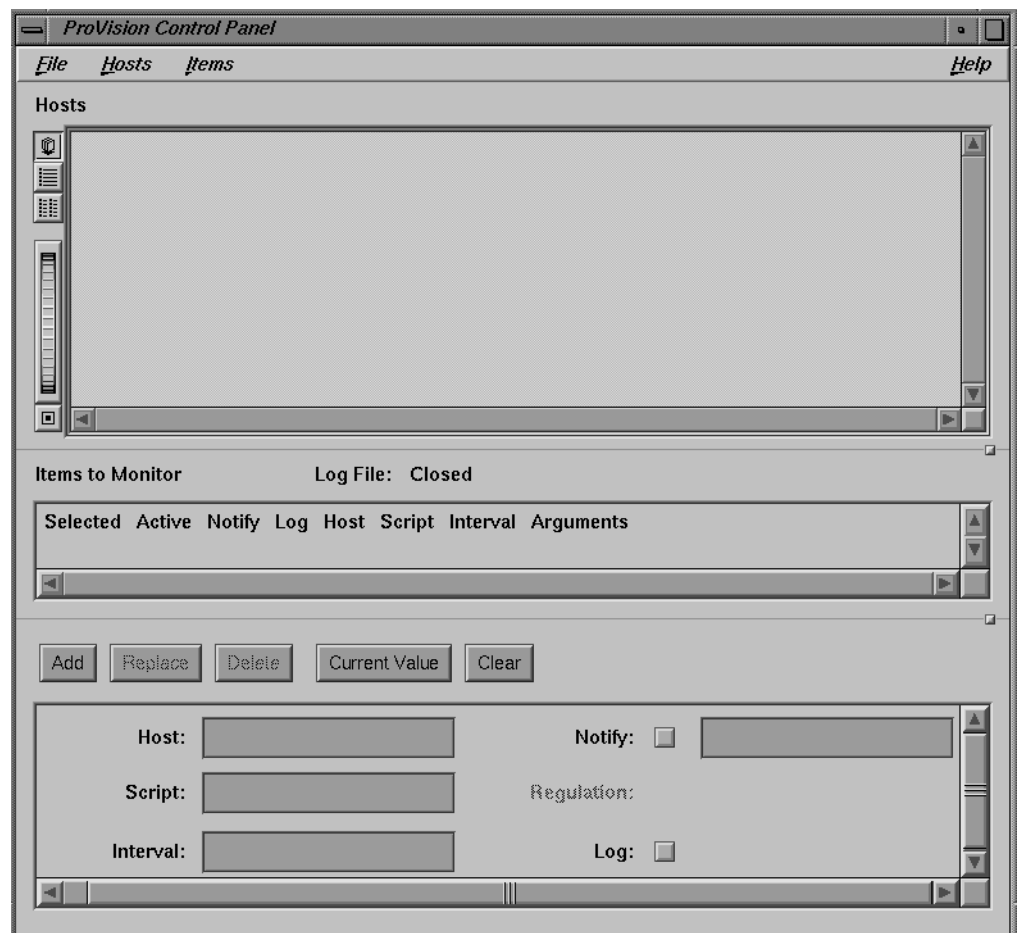 ProVision Control Panel
File Hosts Items Help
Hosts
Items to Monitor Log File: Closed
Selected Active Notify Log Host Script Interval Arguments
Add Replace Delete Current Value Clear
Host: Notify:
Script: Regulation:
Interval: Log: